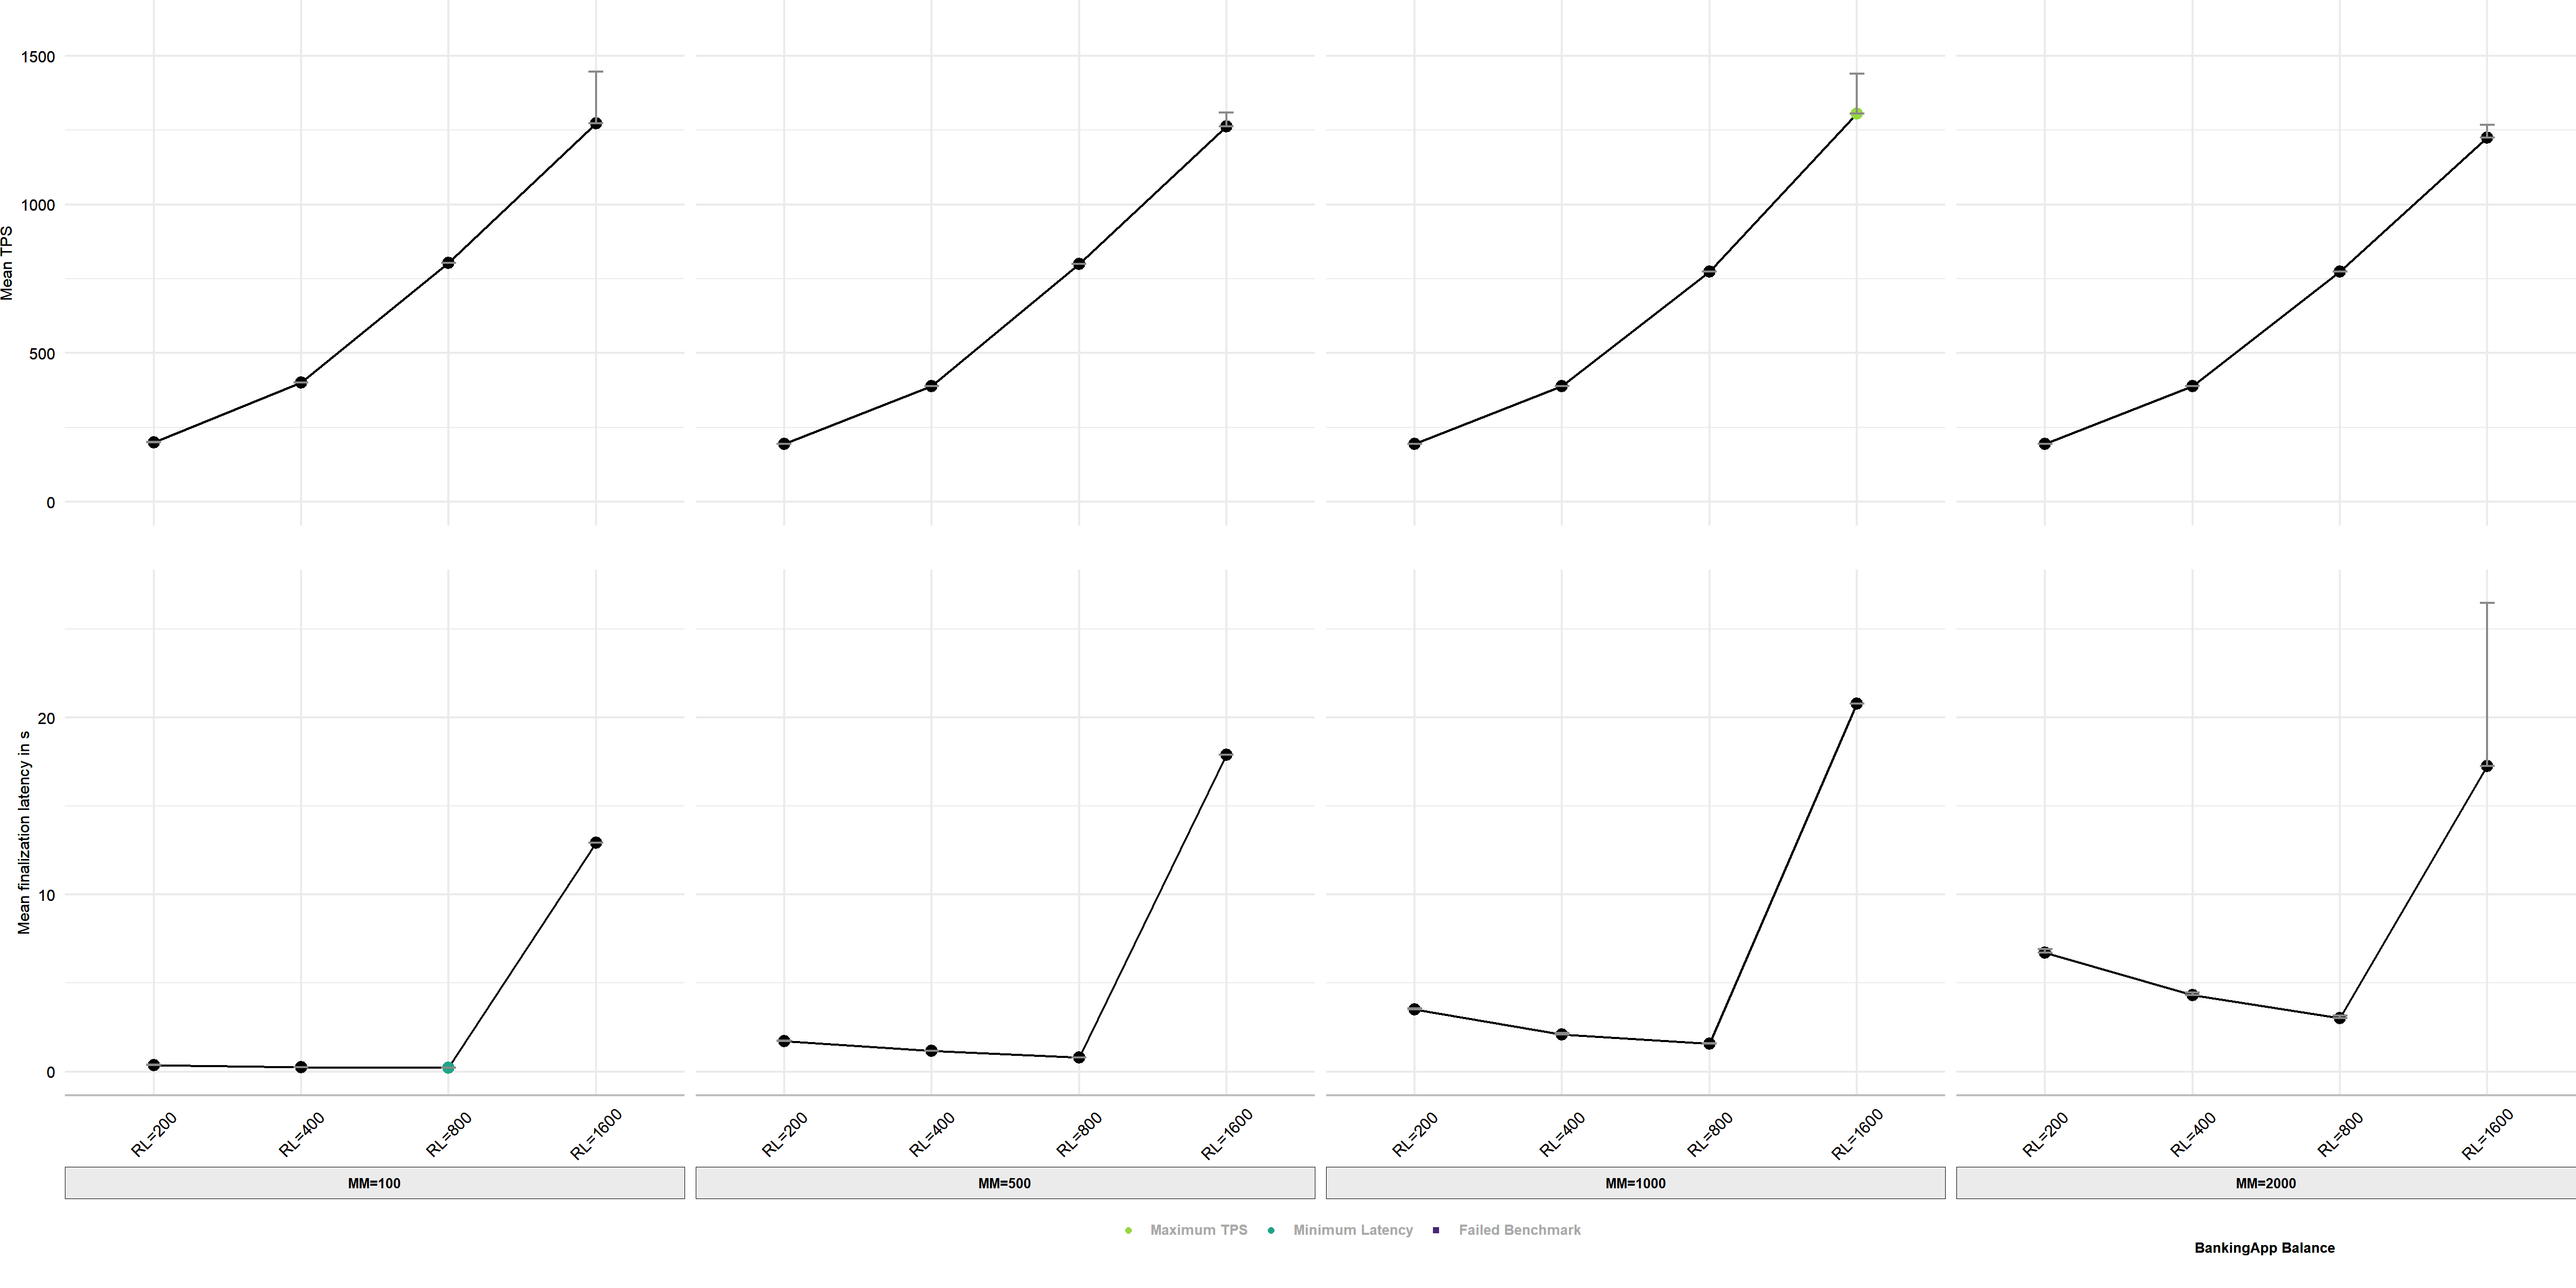 1500
1000
500
0
Mean TPS
20
10
0
Mean finalization latency in s
RL=200 RL=400 RL=800 RL=1600 RL=200 RL=400 RL=800 RL=1600 RL=200 RL=400 RL=800 RL=1600 RL=200 RL=400 RL=800 RL=1600
MM=100 MM=500 MM=1000 MM=2000
Maximum TPS Minimum Latency Failed Benchmark
BankingApp Balance